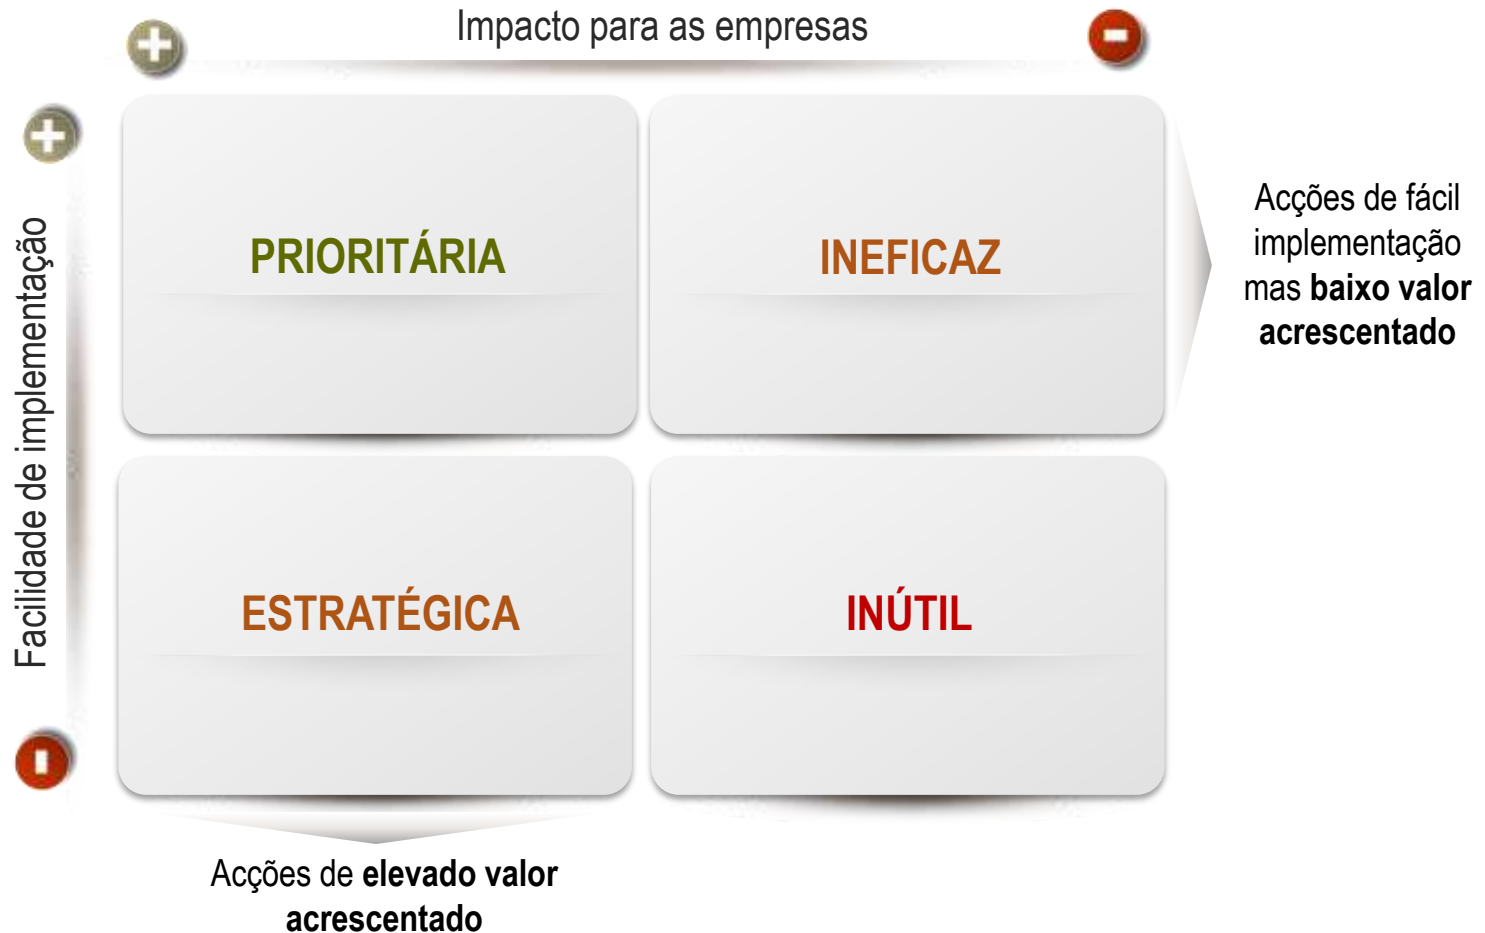 Impacto para as empresas
Facilidade de implementação
PRIORITÁRIA
INEFICAZ
Acções de fácil
implementação
mas baixo valor
acrescentado
ESTRATÉGICA
INÚTIL
Acções de elevado valor
acrescentado